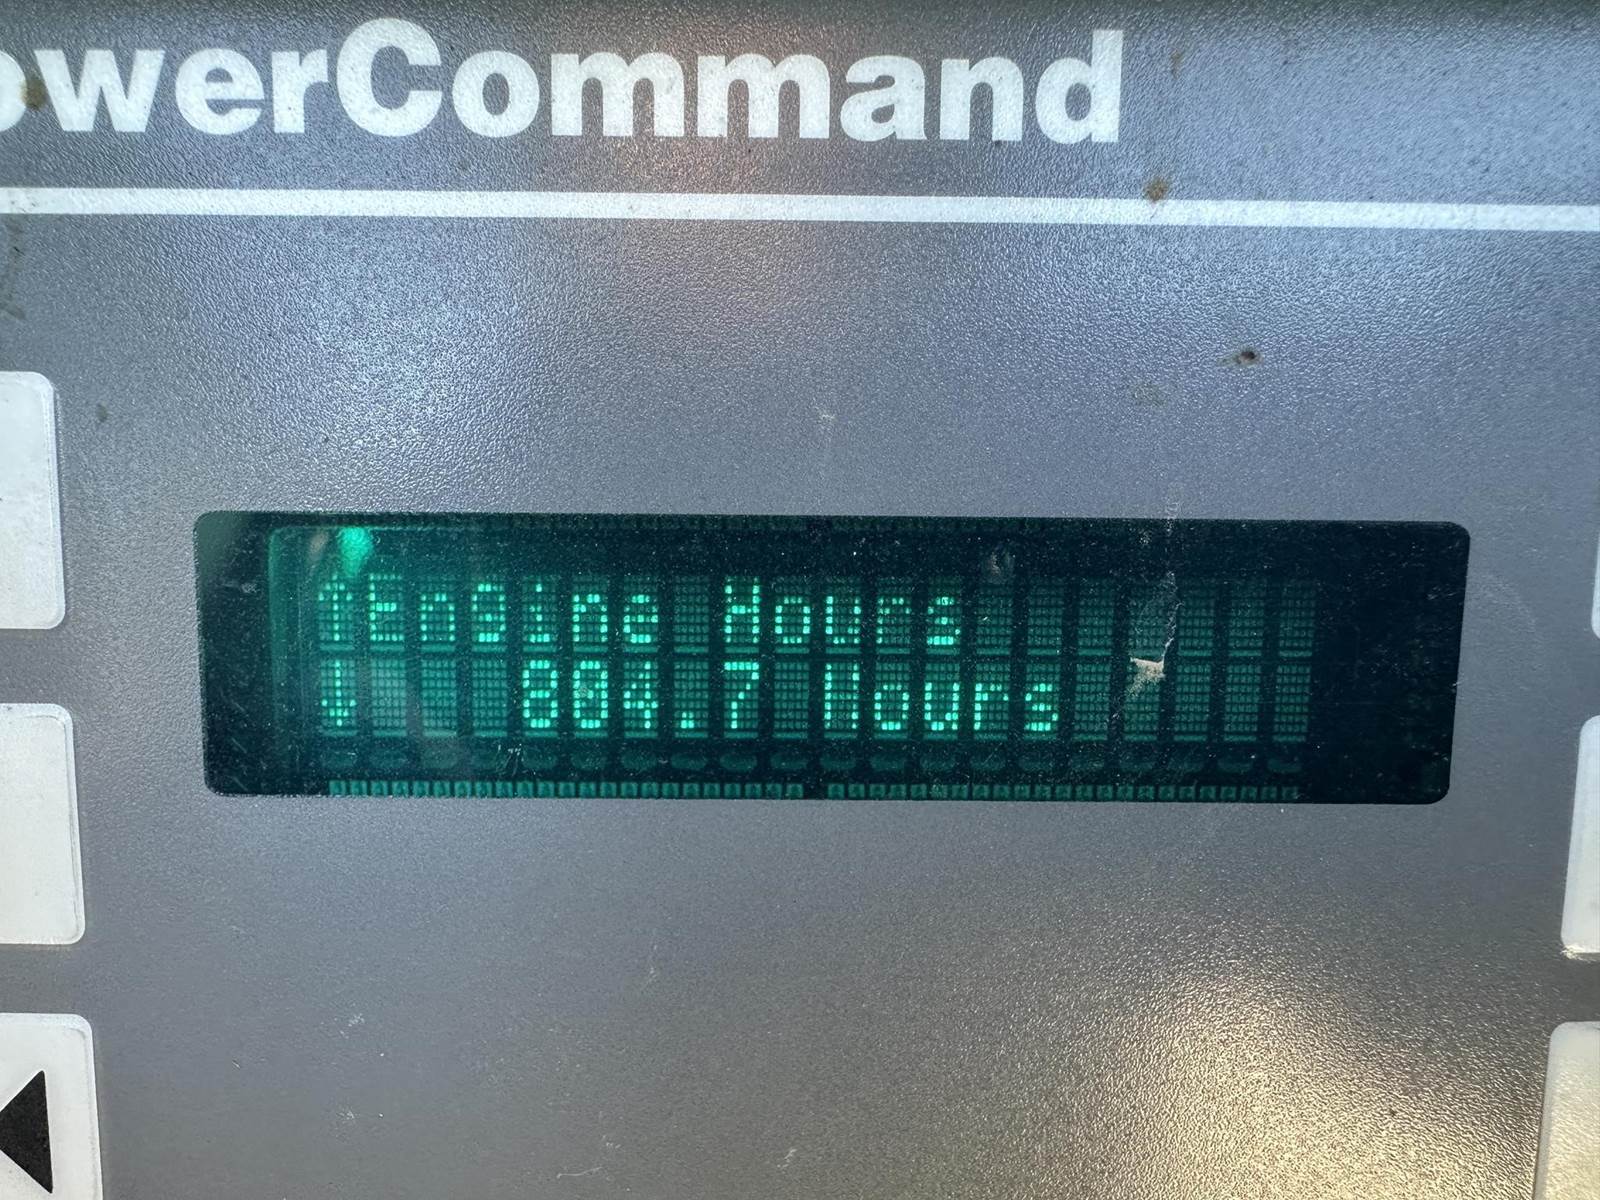 owerCommand
↑Engine Hours
↓ 804.7 Hours